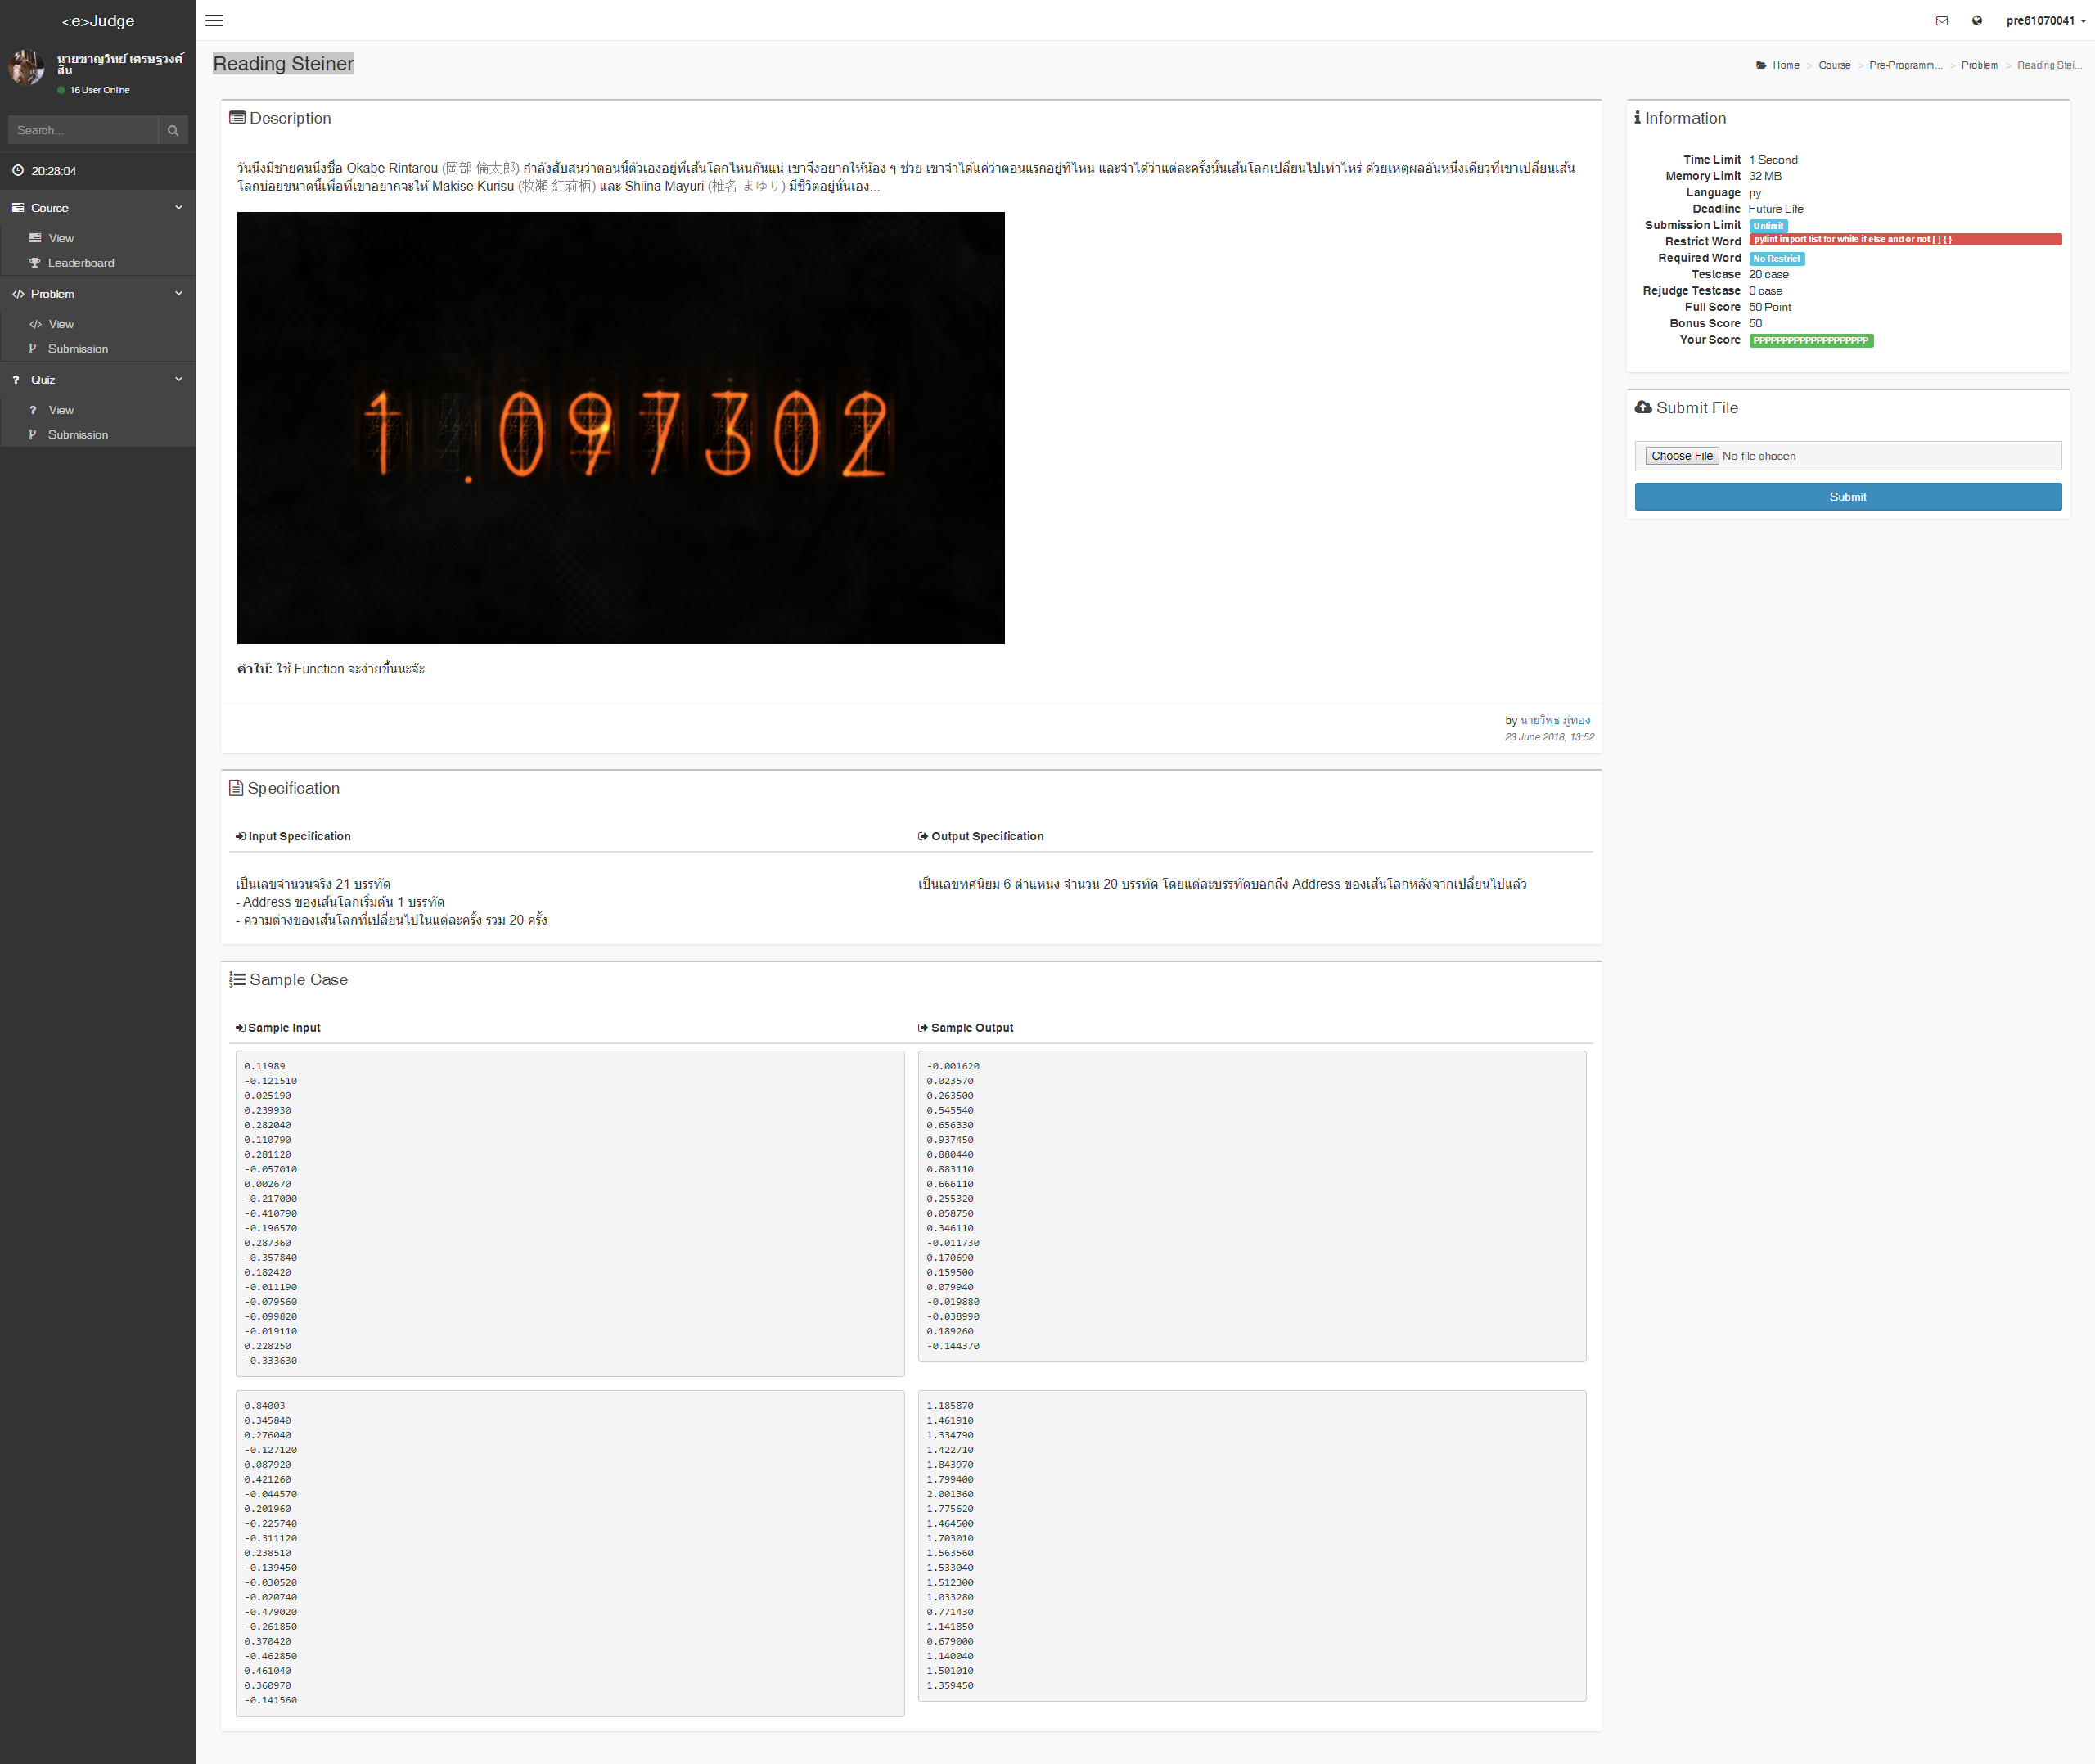 <e>Judge
นายชาญวิทย์ เศรษฐวงศ์
สิน
16 User Online
Search...
20:28:04
Course
View
Leaderboard
Problem
View
Submission
Quiz
View
Submission
pre61070041
Reading Steiner
Home > Course > Pre-Programm... > Problem > Reading Stei...
Description
วันนึงมีชายคนนึงชื่อ Okabe Rintarou (岡部 倫太郎) กำลังสับสนว่าตอนนี้ตัวเองอยู่ที่เส้นโลกไหนกันแน่ เขาจึงอยากให้น้อง ๆ ช่วย เขาจำได้แค่ว่าตอนแรกอยู่ที่ไหน และจำได้ว่าแต่ละครั้งนั้นเส้นโลกเปลี่ยนไปเท่าไหร่ ด้วยเหตุผลอันหนึ่งเดียวที่เขาเปลี่ยนเส้น
โลกบ่อยขนาดนี้เพื่อที่เขาอยากจะให้ Makise Kurisu (牧瀬 紅莉栖) และ Shiina Mayuri (椎名 まゆり) มีชีวิตอยู่นั่นเอง...
1.097302
คำใบ้: ใช้ Function จะง่ายขึ้นนะจ๊ะ
by นายวิพุธ ภู่ทอง
23 June 2018, 13:52
Specification
Input Specification
เป็นเลขจำนวนจริง 21 บรรทัด
- Address ของเส้นโลกเริ่มต้น 1 บรรทัด
- ความต่างของเส้นโลกที่เปลี่ยนไปในแต่ละครั้ง รวม 20 ครั้ง
Output Specification
เป็นเลขทศนิยม 6 ตำแหน่ง จำนวน 20 บรรทัด โดยแต่ละบรรทัดบอกถึง Address ของเส้นโลกหลังจากเปลี่ยนไปแล้ว
Sample Case
Sample Input
Sample Output
0.11989
-0.121510
0.025190
0.239930
0.282040
0.110790
0.281120
-0.057010
0.002670
-0.217000
-0.410790
-0.196570
0.287360
-0.357840
0.182420
-0.011190
-0.079560
-0.099820
-0.019110
0.228250
-0.333630
-0.001620
0.023570
0.263500
0.545540
0.656330
0.937450
0.880440
0.883110
0.666110
0.255320
0.058750
0.346110
-0.011730
0.170690
0.159500
0.079940
-0.019880
-0.038990
0.189260
-0.144370
0.84003
0.345840
0.276040
-0.127120
0.087920
0.421260
-0.044570
0.201960
-0.225740
-0.311120
0.238510
-0.139450
-0.030520
-0.020740
-0.479020
-0.261850
0.370420
-0.462850
0.461040
0.360970
-0.141560
1.185870
1.461910
1.334790
1.422710
1.843970
1.799400
2.001360
1.775620
1.464500
1.703010
1.563560
1.533040
1.512300
1.033280
0.771430
1.141850
0.679000
1.140040
1.501010
1.359450
Information
Time Limit 1 Second
Memory Limit 32 MB
Language py
Deadline Future Life
Submission Limit Unlimit
Restrict Word pylint import list for while if else and or not [ ] { }
Required Word No Restrict
Testcase 20 case
Rejudge Testcase 0 case
Full Score 50 Point
Bonus Score 50
Your Score PPPPPPPPPPPPPPPPPPPP
Submit File
Choose File No file chosen
Submit